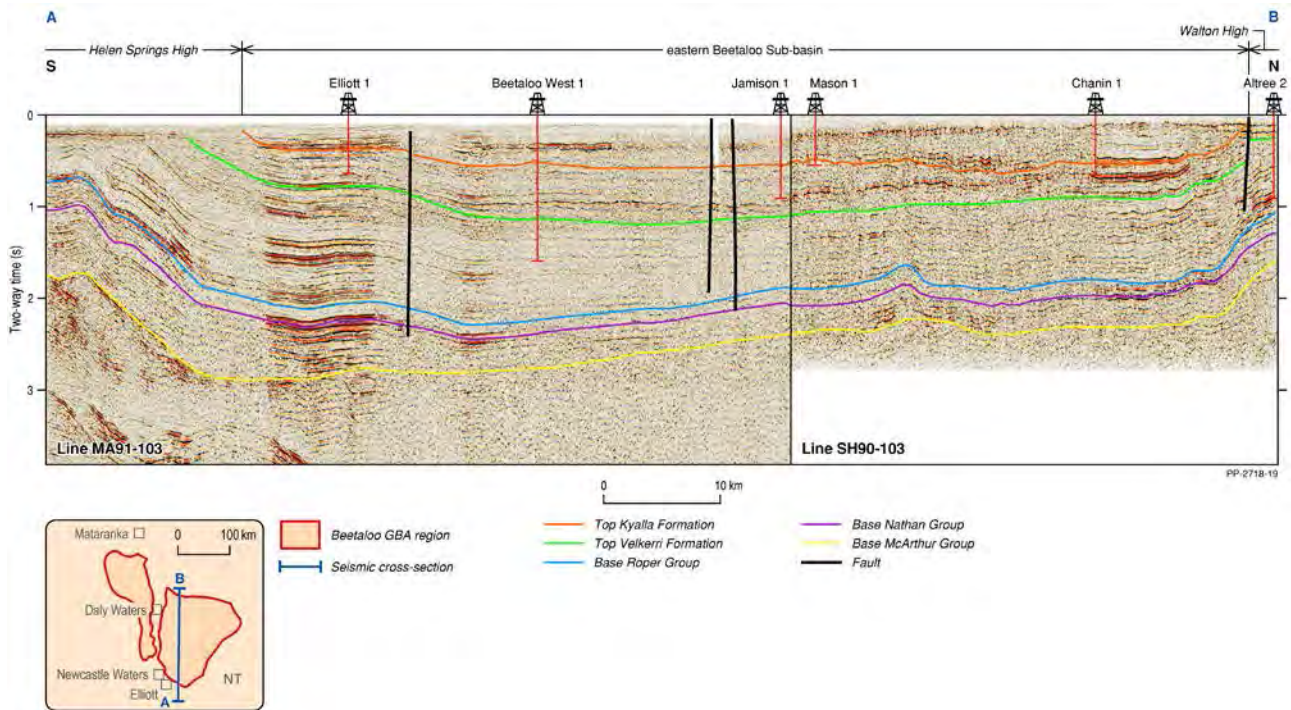 A
B
Helen Springs High
eastern Beetaloo Sub-basin
Walton High
S
N
Elliott 1
Beetaloo West 1
Jamison 1
Mason 1
Chanin 1
Altree 2
0
1
2
3
Two-way time (s)
Line MA91-103
Line SH90-103
PP-2718-19
0 10 km
Mataranka
0 100 km
B
Daly Waters
Newcastle Waters
Elliott
A
NT
Beetaloo GBA region
Seismic cross-section
Top Kyalla Formation
Top Velkerri Formation
Base Roper Group
Base Nathan Group
Base McArthur Group
Fault